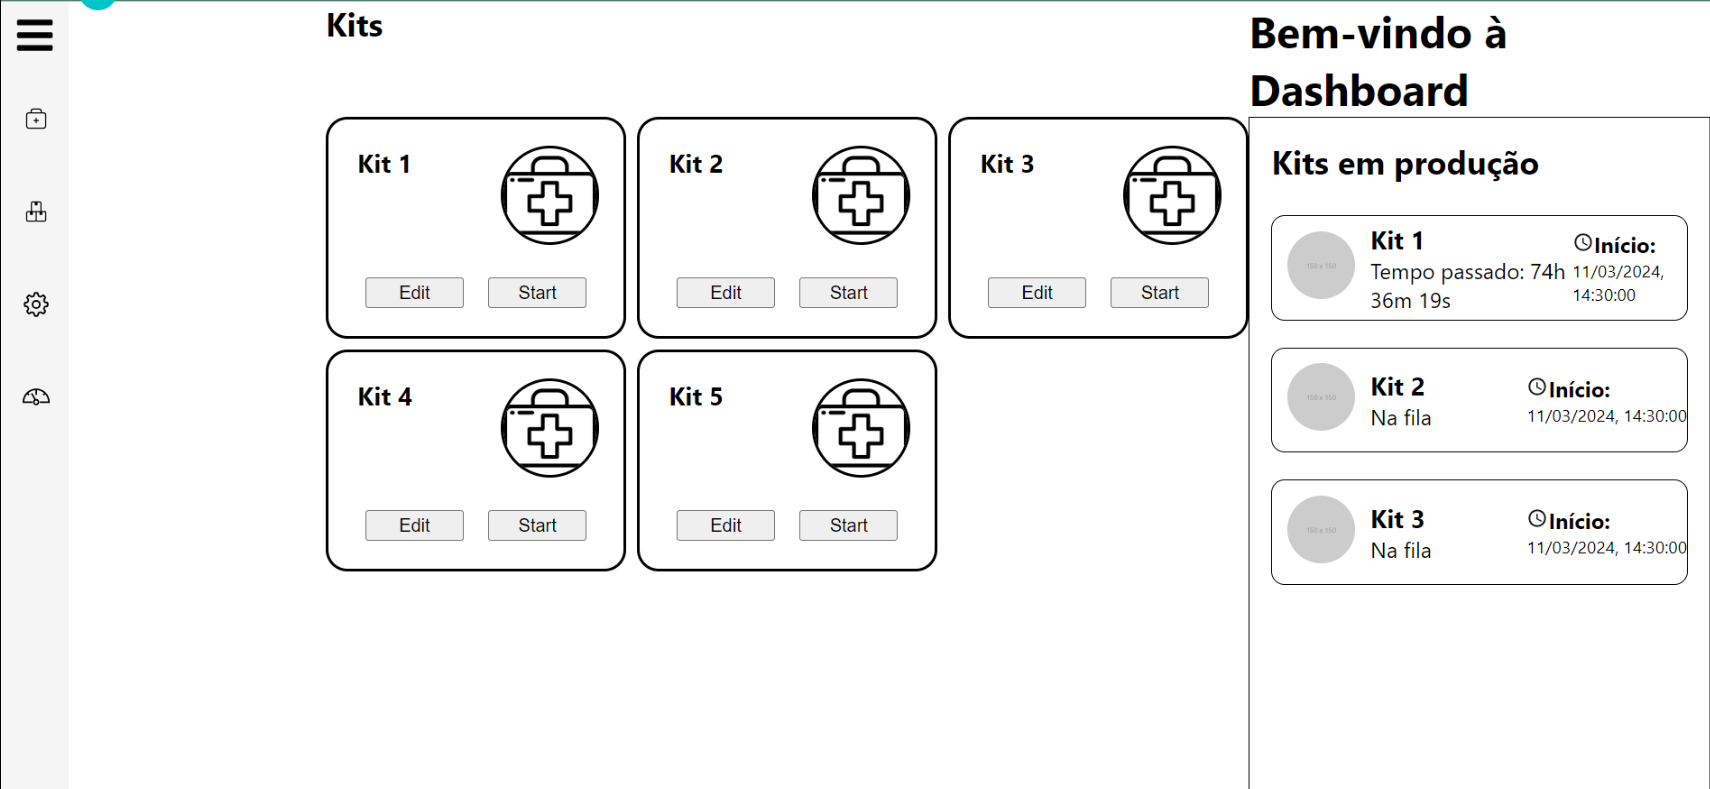 Kits
Kit 1
Edit
Start
Kit 2
Edit
Start
Kit 3
Edit
Start
Kit 4
Edit
Start
Kit 5
Edit
Start
Bem-vindo à
Dashboard
Kits em produção
150 x 150
Kit 1
Tempo passado: 74h
36m 19s
Início:
11/03/2024,
14:30:00
150 x 150
Kit 2
Na fila
Início:
11/03/2024, 14:30:00
150 x 150
Kit 3
Na fila
Início:
11/03/2024, 14:30:00